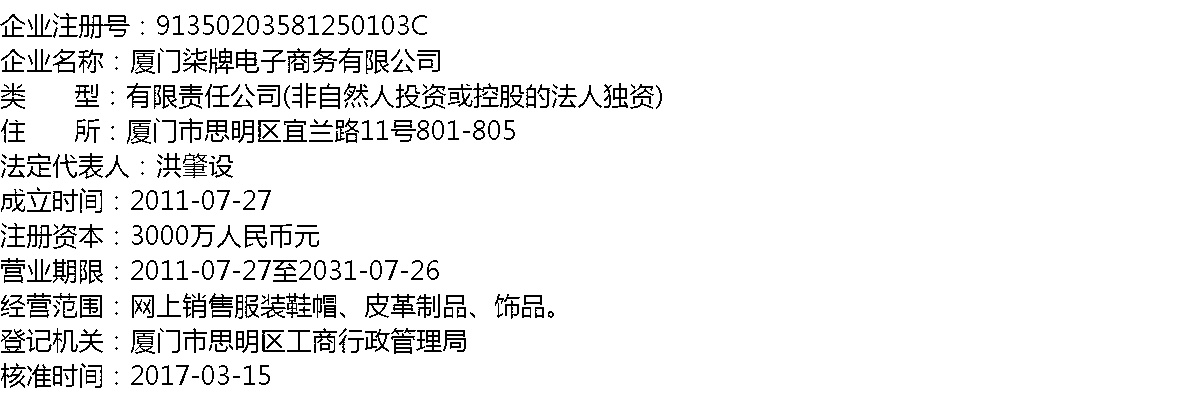 企业注册号：91350203581250103C
企业名称：厦门柒牌电子商务有限公司
类　　型：有限责任公司(非自然人投资或控股的法人独资)
住　　所：厦门市思明区宜兰路11号801-805
法定代表人：洪肇设
成立时间：2011-07-27
注册资本：3000万人民币元
营业期限：2011-07-27至2031-07-26
经营范围：网上销售服装鞋帽、皮革制品、饰品。
登记机关：厦门市思明区工商行政管理局
核准时间：2017-03-15